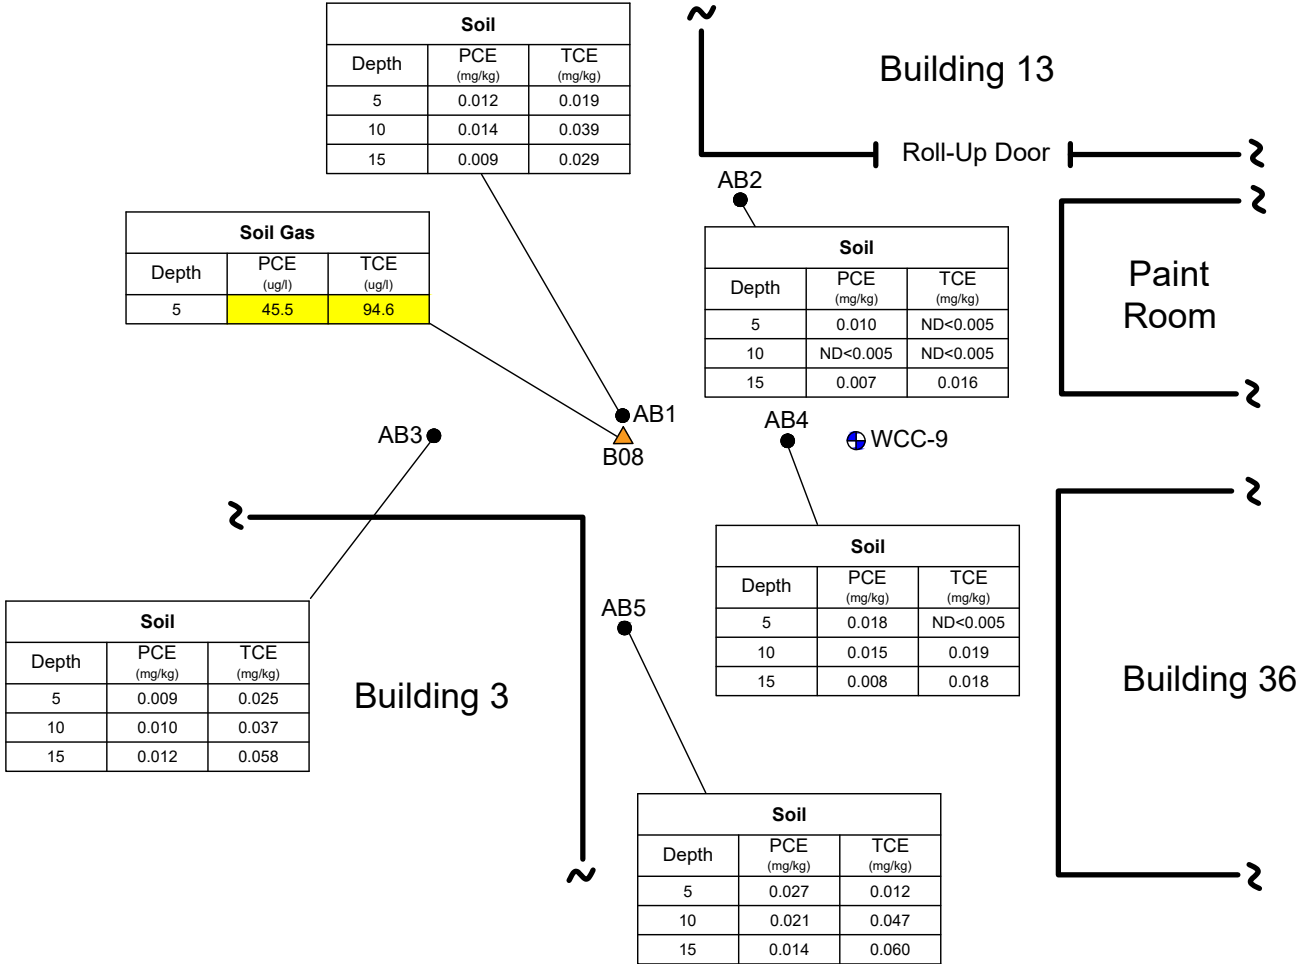 Soil
Depth PCE (mg/kg) TCE (mg/kg)
5 0.012 0.019
10 0.014 0.039
15 0.009 0.029
Building 13
Roll-Up Door
AB2
Soil Gas
Depth PCE (ug/l) TCE (ug/l)
5 45.5 94.6
Soil
Depth PCE (mg/kg) TCE (mg/kg)
5 0.010 ND<0.005
10 ND<0.005 ND<0.005
15 0.007 0.016
Paint
Room
AB1
AB3
B08
AB4
WCC-9
Soil
Depth PCE (mg/kg) TCE (mg/kg)
5 0.018 ND<0.005
10 0.015 0.019
15 0.008 0.018
AB5
Soil
Depth PCE (mg/kg) TCE (mg/kg)
5 0.009 0.025
10 0.010 0.037
15 0.012 0.058
Building 3
Building 36
Soil
Depth PCE (mg/kg) TCE (mg/kg)
5 0.027 0.012
10 0.021 0.047
15 0.014 0.060